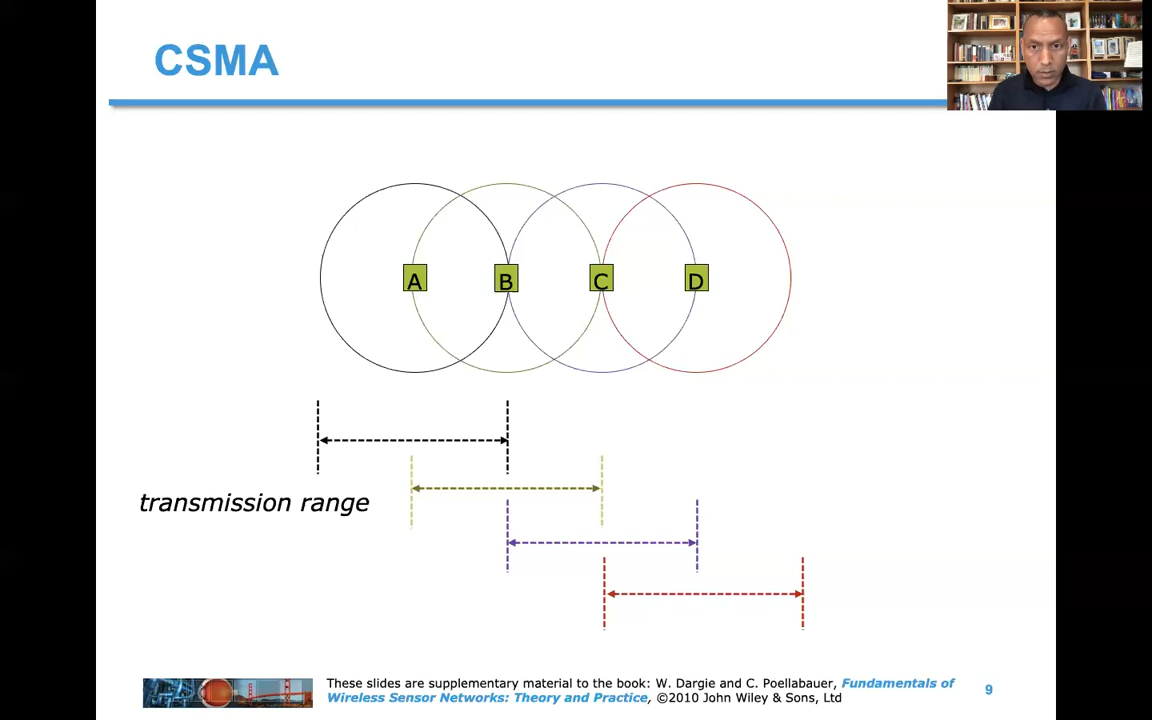 CSMA
A B C D
transmission range
These slides are supplementary material to the book: W. Dargie and C. Poellabauer, Fundamentals of
Wireless Sensor Networks: Theory and Practice, ©2010 John Wiley & Sons, Ltd
9